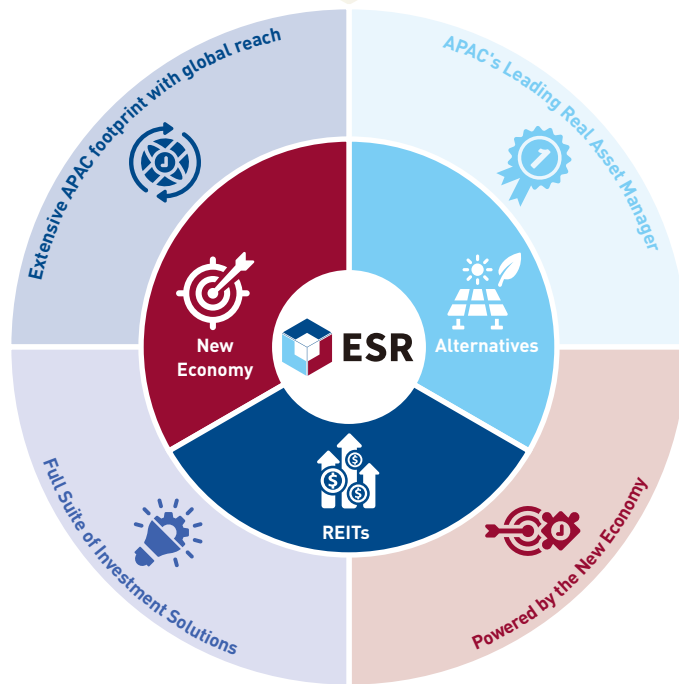 Extensive APAC footprint with global reach
APAC's Leading Real Asset Manager
New
Economy
ESR
Alternatives
REITs
Full Suite of Investment Solutions
Powered by the New Economy